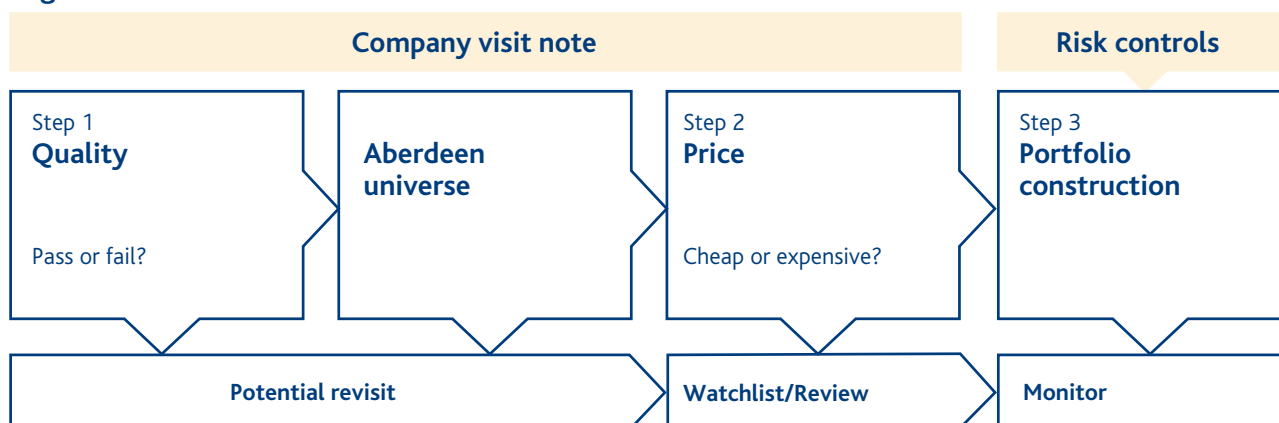 Company visit note
Risk controls
Step 1
Quality
Pass or fail?
Aberdeen
universe
Step 2
Price
Cheap or expensive?
Step 3
Portfolio
construction
Potential revisit
Watchlist/Review
Monitor